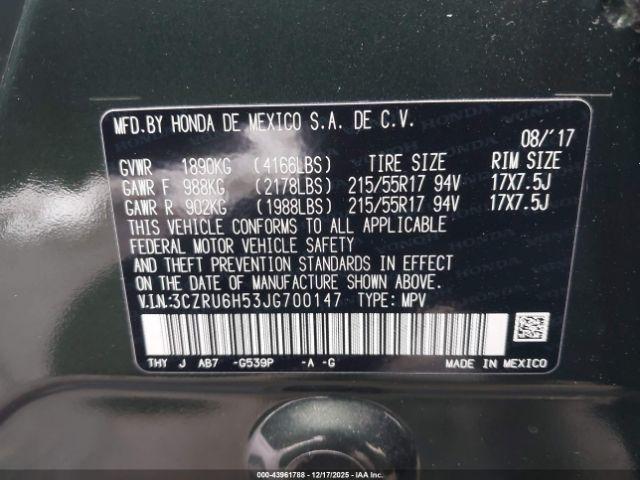 MFD.BY HONDA DE MEXICO S.A. DE C.V.
08/'17
GVWR 1890KG (4166LBS) TIRE SIZE RIM SIZE
GAWR F 988KG (2178LBS) 215/55R17 94V 17X7.5J
GAWR R 902KG (1988LBS) 215/55R17 94V 17X7.5J
THIS VEHICLE CONFORMS TO ALL APPLICABLE
FEDERAL MOTOR VEHICLE SAFETY
AND THEFT PREVENTION STANDARDS IN EFFECT
ON THE DATE OF MANUFACTURE SHOWN ABOVE.
V.I.N.:3CZRU6H53JG700147 TYPE: MPV
THY J AB7 -G539P -A -G MADE IN MEXICO
000-43961788 - 12/17/2025 - IAA Inc.